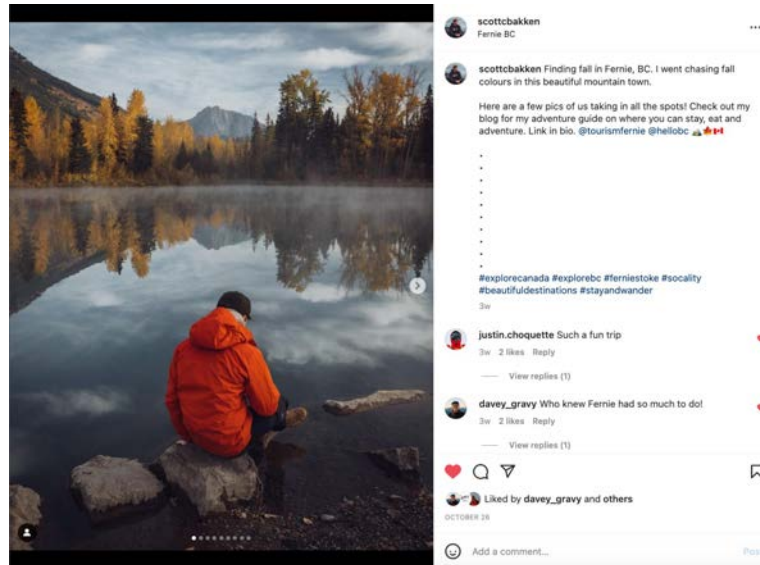 scottcbakken
Fernie BC
scottcbakken Finding fall in Fernie, BC. I went chasing fall
colours in this beautiful mountain town.
Here are a few pics of us taking in all the spots! Check out my
blog for my adventure guide on where you can stay, eat and
adventure. Link in bio. @tourismfernie @hellobc
.
.
.
.
.
.
.
.
.
.
#explorecanada #explorebc #ferniestoke #socality
#beautifuldestinations #stayandwander
3w
justin.choquette Such a fun trip
3w 2 likes Reply
View replies (1)
davey_gravy Who knew Fernie had so much to do!
3w 2 likes Reply
View replies (1)
Liked by davey_gravy and others
OCTOBER 26
Add a comment...
Pos